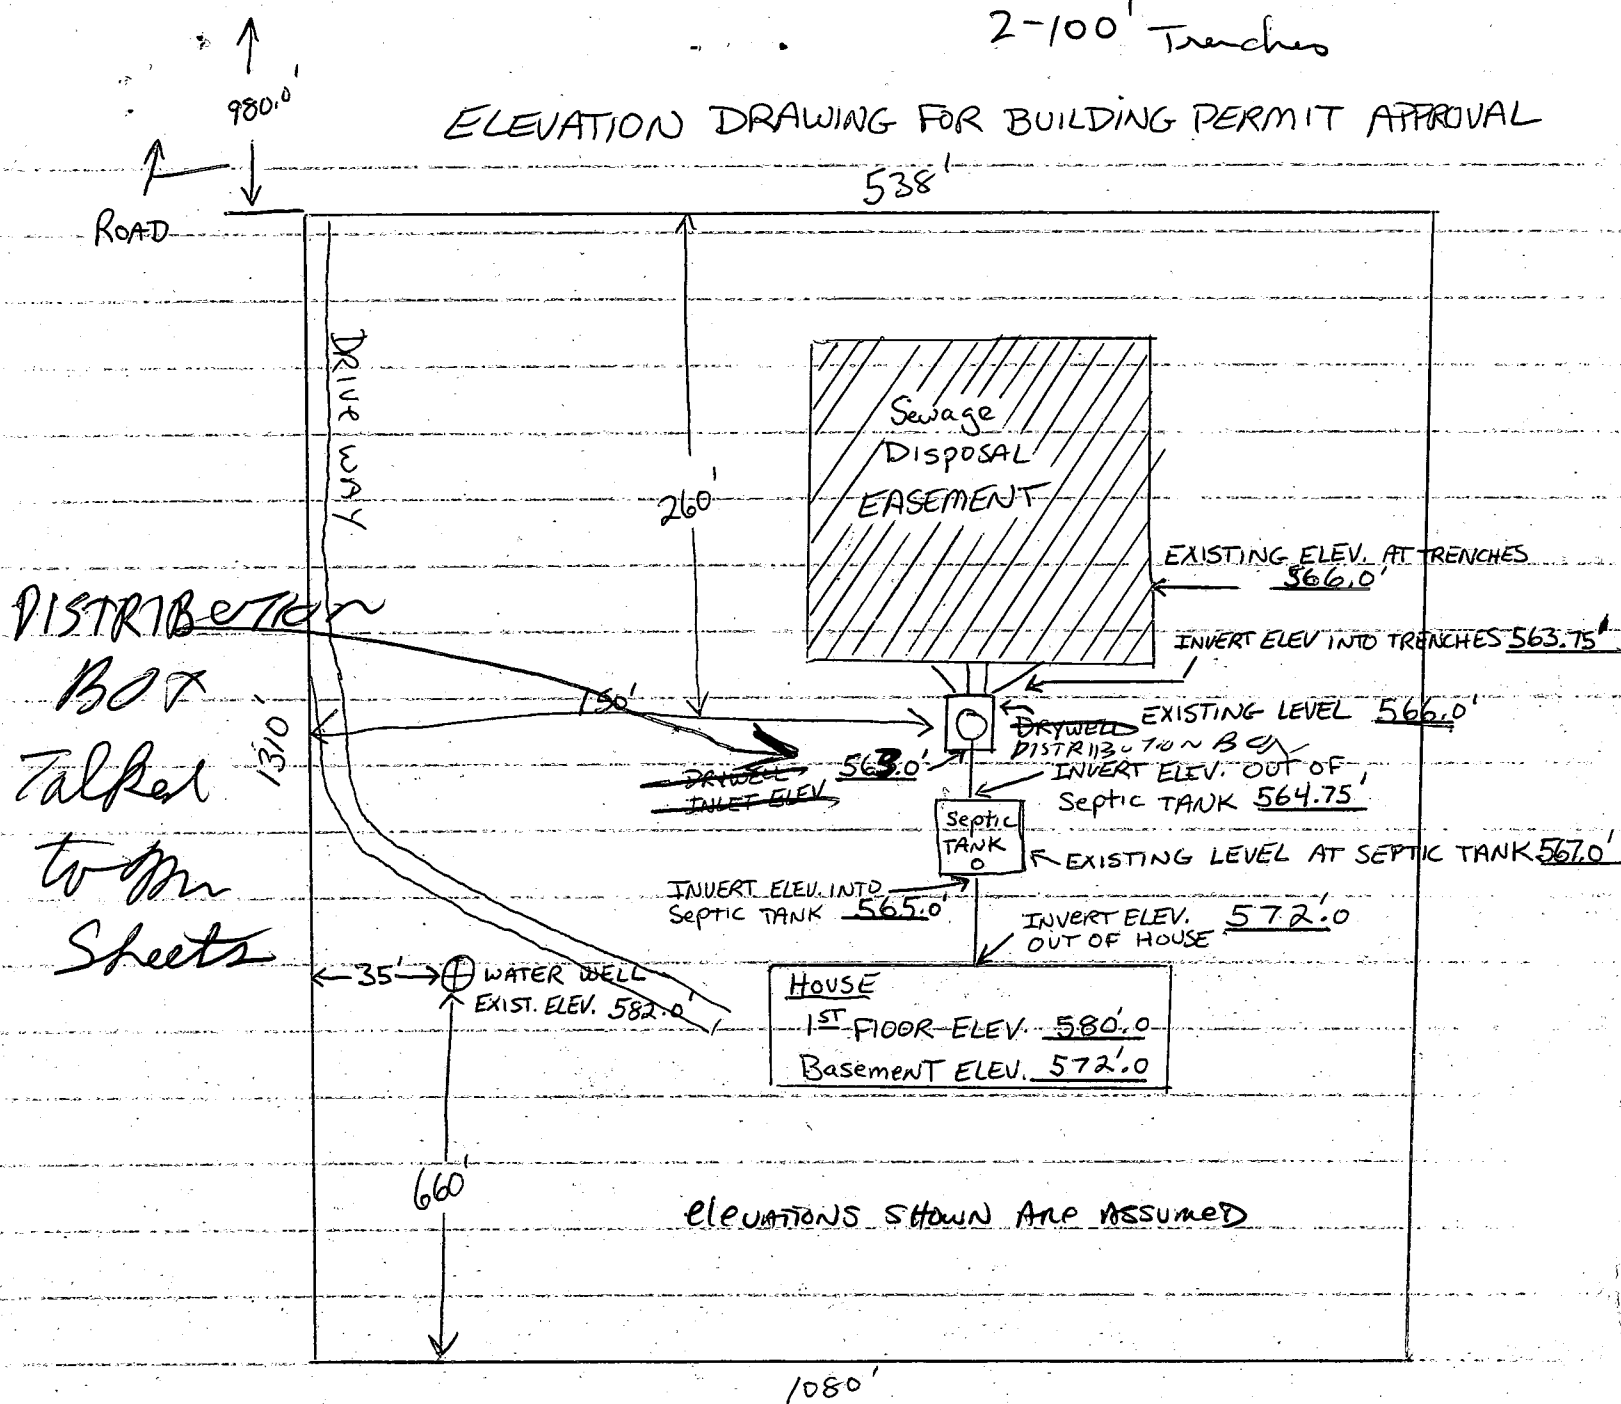 2-100' Trenches
980.0'
ELEVATION DRAWING FOR BUILDING PERMIT APPROVAL
538'
ROAD
DRIVEWAY
Sewage
DISPOSAL
EASEMENT
260'
EXISTING ELEV. AT TRENCHES
566.0'
DISTRIBUTION
BOX
Talked
to
Sheets
INVERT ELEV INTO TRENCHES 563.75'
150'
1310'
DRYWELL EXISTING LEVEL 566.0'
DISTRIBUTION BOX
DRYWELL
INLET ELEV
563.0'
INVERT ELEV. OUT OF
Septic TANK 564.75'
Septic
TANK
EXISTING LEVEL AT SEPTIC TANK 567.0'
INVERT ELEV. INTO
Septic TANK 565.0'
INVERT ELEV. 572'.0
OUT OF HOUSE
35'
WATER WELL
EXIST. ELEV. 582.0'
HOUSE
1ST FLOOR ELEV. 580'.0
Basement ELEV. 572'.0
660'
elevATIONS SHOWN ARe ASSUMeD
1080'